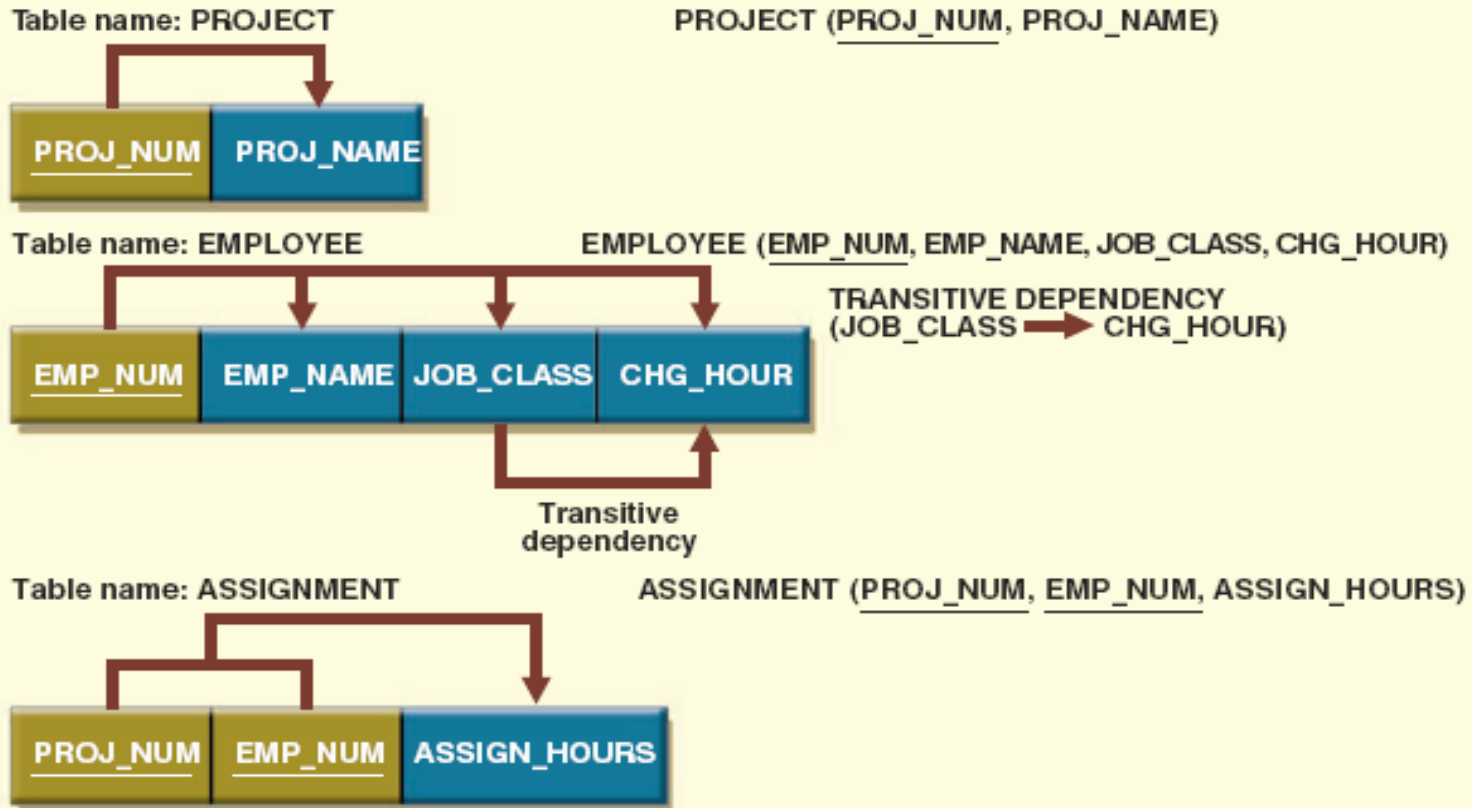 Table name: PROJECT
PROJECT (PROJ_NUM, PROJ_NAME)
PROJ_NUM PROJ_NAME
Table name: EMPLOYEE
EMPLOYEE (EMP_NUM, EMP_NAME, JOB_CLASS, CHG_HOUR)
TRANSITIVE DEPENDENCY
(JOB_CLASS CHG_HOUR)
EMP_NUM EMP_NAME JOB_CLASS CHG_HOUR
Transitive
dependency
Table name: ASSIGNMENT
ASSIGNMENT (PROJ_NUM, EMP_NUM, ASSIGN_HOURS)
PROJ_NUM EMP_NUM ASSIGN_HOURS